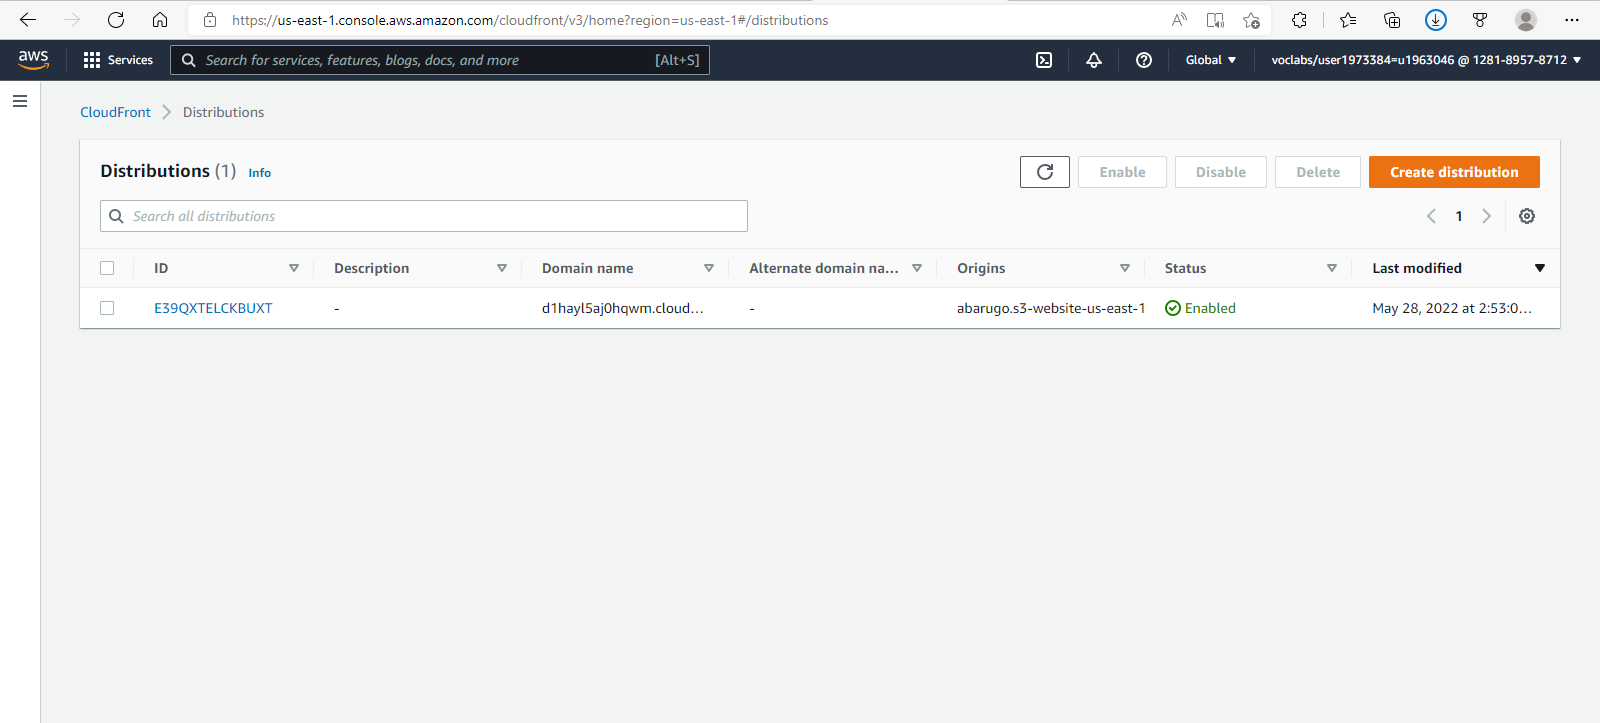 https://us-east-1.console.aws.amazon.com/cloudfront/v3/home?region=us-east-1#/distributions
aws Services Search for services, features, blogs, docs, and more [Alt+S] Global voclabs/user1973384=u1963046 @ 1281-8957-8712
CloudFront Distributions
Distributions (1) Info Enable Disable Delete Create distribution
Search all distributions 1
ID Description Domain name Alternate domain na... Origins Status Last modified
E39QXTELCKBUXT - d1hayl5aj0hqwm.cloud... - abarugo.s3-website-us-east-1 Enabled May 28, 2022 at 2:53:0...